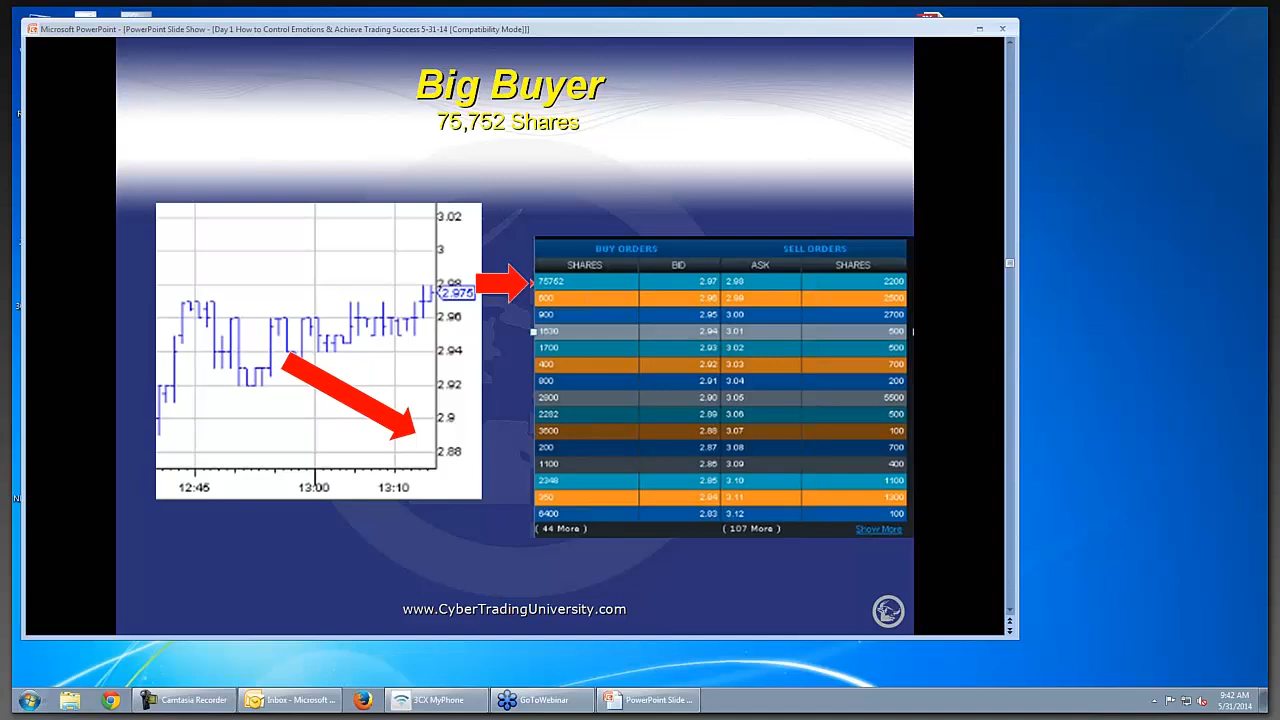 Microsoft PowerPoint - [PowerPoint Slide Show - [Day 1 How to Control Emotions & Achieve Trading Success 5-31-14 [Compatibility Mode]]]
Big Buyer
75,752 Shares
3.02
3
2.98
2.975
2.96
2.94
2.92
2.9
2.88
12:45 13:00 13:10
BUY ORDERS SELL ORDERS
SHARES BID ASK SHARES
75752 2.97 2.98 2200
600 2.96 2.99 2500
900 2.95 3.00 2700
1530 2.94 3.01 500
1700 2.93 3.02 500
400 2.92 3.03 700
800 2.91 3.04 200
2800 2.90 3.05 5500
2282 2.89 3.06 500
3600 2.88 3.07 100
200 2.87 3.08 700
1100 2.86 3.09 400
2348 2.85 3.10 1100
350 2.84 3.11 1300
6400 2.83 3.12 100
( 44 More ) ( 107 More ) Show More
www.CyberTradingUniversity.com
Camtasia Recorder Inbox - Microsoft ... 3CX MyPhone GoToWebinar PowerPoint Slide ...
9:42 AM
5/31/2014